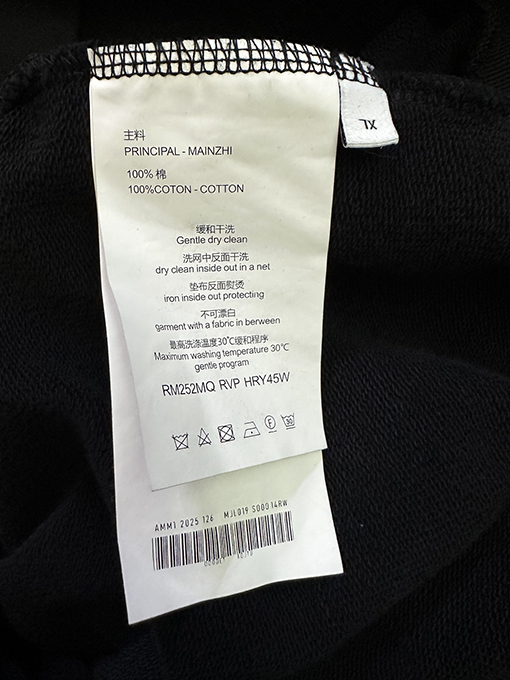 主料
PRINCIPAL - MAINZHI
100% 棉
100%COTON - COTTON
缓和干洗
Gentle dry clean
洗网中反面干洗
dry clean inside out in a net
垫布反面熨烫
iron inside out protecting
不可漂白
garment with a fabric in berween
最高洗涤温度30℃缓和程序
Maximum washing temperature 30℃
gentle program
RM252MQ RVP HRY45W
F
30
AMM1 2025 126 MJL019 S00014RW
XL